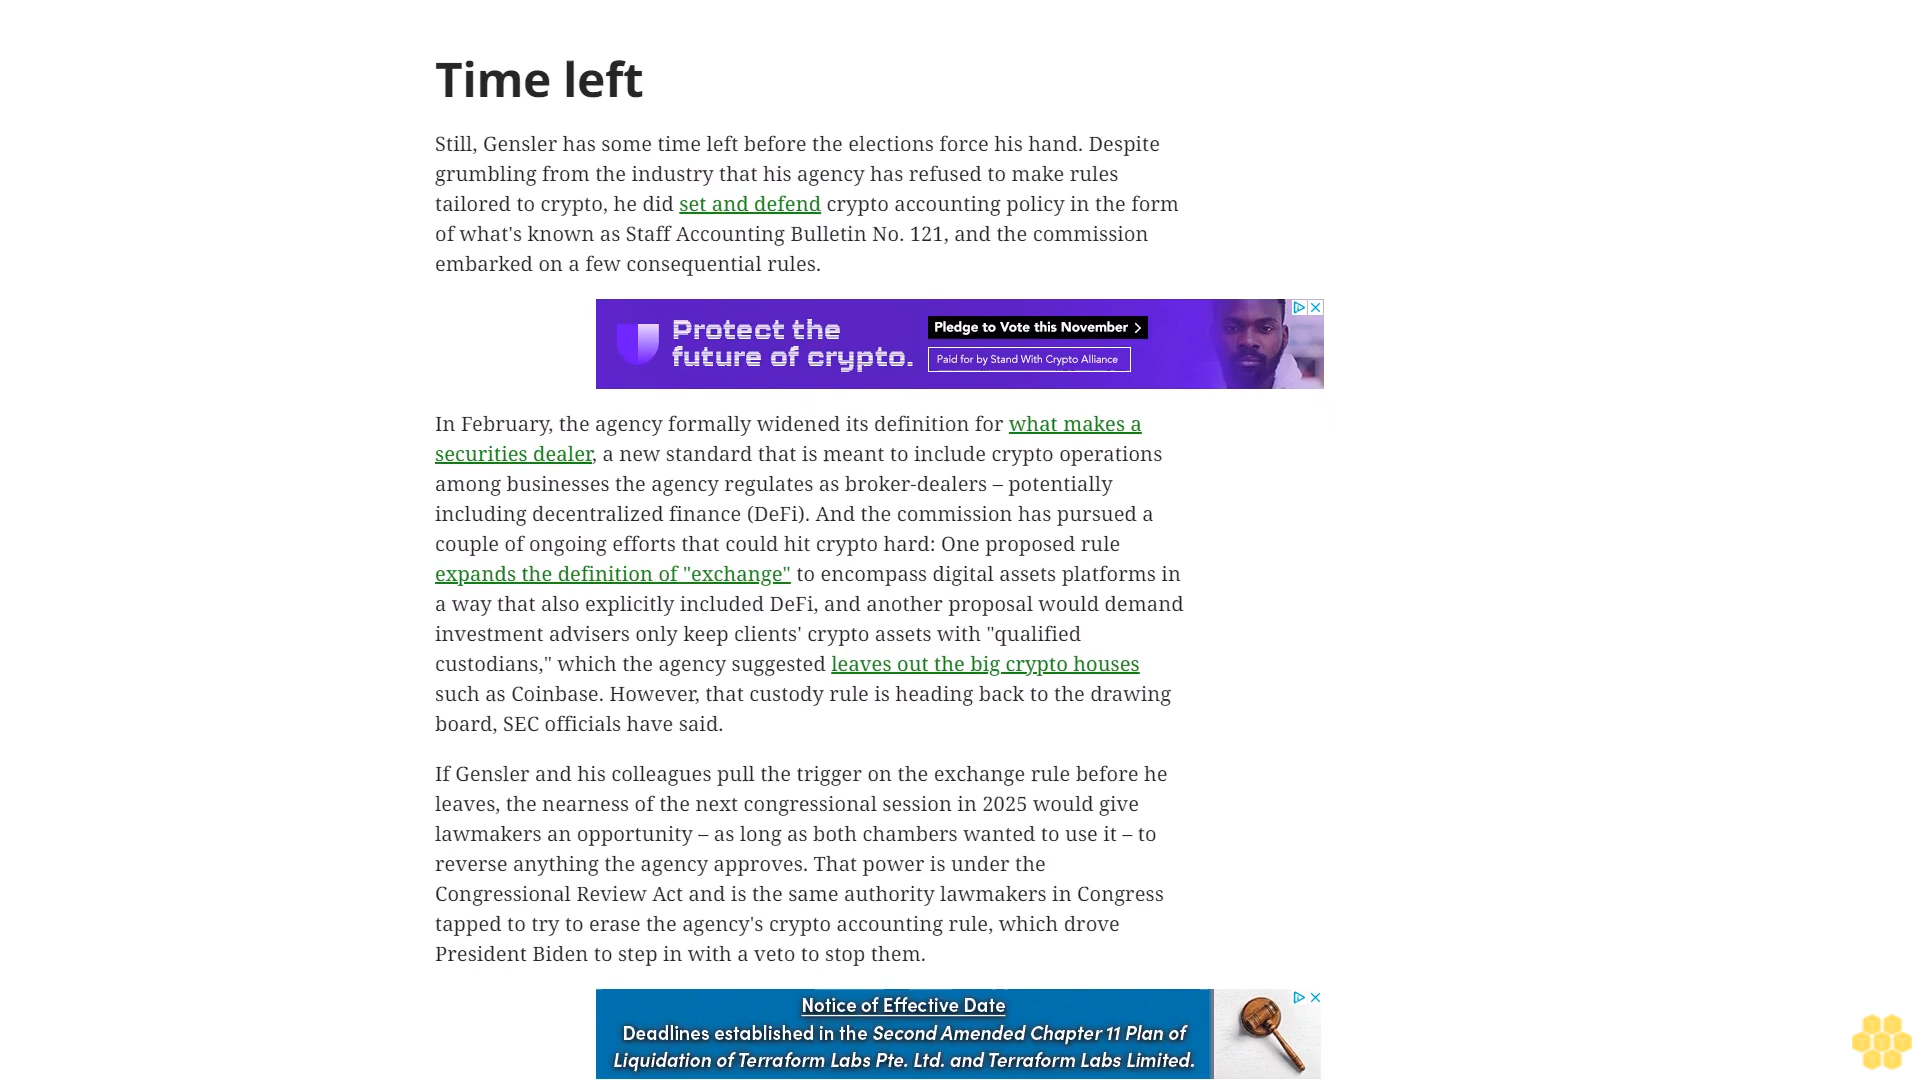 Time left
Still, Gensler has some time left before the elections force his hand. Despite
grumbling from the industry that his agency has refused to make rules
tailored to crypto, he did set and defend crypto accounting policy in the form
of what's known as Staff Accounting Bulletin No. 121, and the commission
embarked on a few consequential rules.
Protect the
future of crypto.
Pledge to Vote this November >
Paid for by Stand With Crypto Alliance
In February, the agency formally widened its definition for what makes a
securities dealer, a new standard that is meant to include crypto operations
among businesses the agency regulates as broker-dealers – potentially
including decentralized finance (DeFi). And the commission has pursued a
couple of ongoing efforts that could hit crypto hard: One proposed rule
expands the definition of "exchange" to encompass digital assets platforms in
a way that also explicitly included DeFi, and another proposal would demand
investment advisers only keep clients' crypto assets with "qualified
custodians," which the agency suggested leaves out the big crypto houses
such as Coinbase. However, that custody rule is heading back to the drawing
board, SEC officials have said.
If Gensler and his colleagues pull the trigger on the exchange rule before he
leaves, the nearness of the next congressional session in 2025 would give
lawmakers an opportunity – as long as both chambers wanted to use it – to
reverse anything the agency approves. That power is under the
Congressional Review Act and is the same authority lawmakers in Congress
tapped to try to erase the agency's crypto accounting rule, which drove
President Biden to step in with a veto to stop them.
Notice of Effective Date
Deadlines established in the Second Amended Chapter 11 Plan of
Liquidation of Terraform Labs Pte. Ltd. and Terraform Labs Limited.